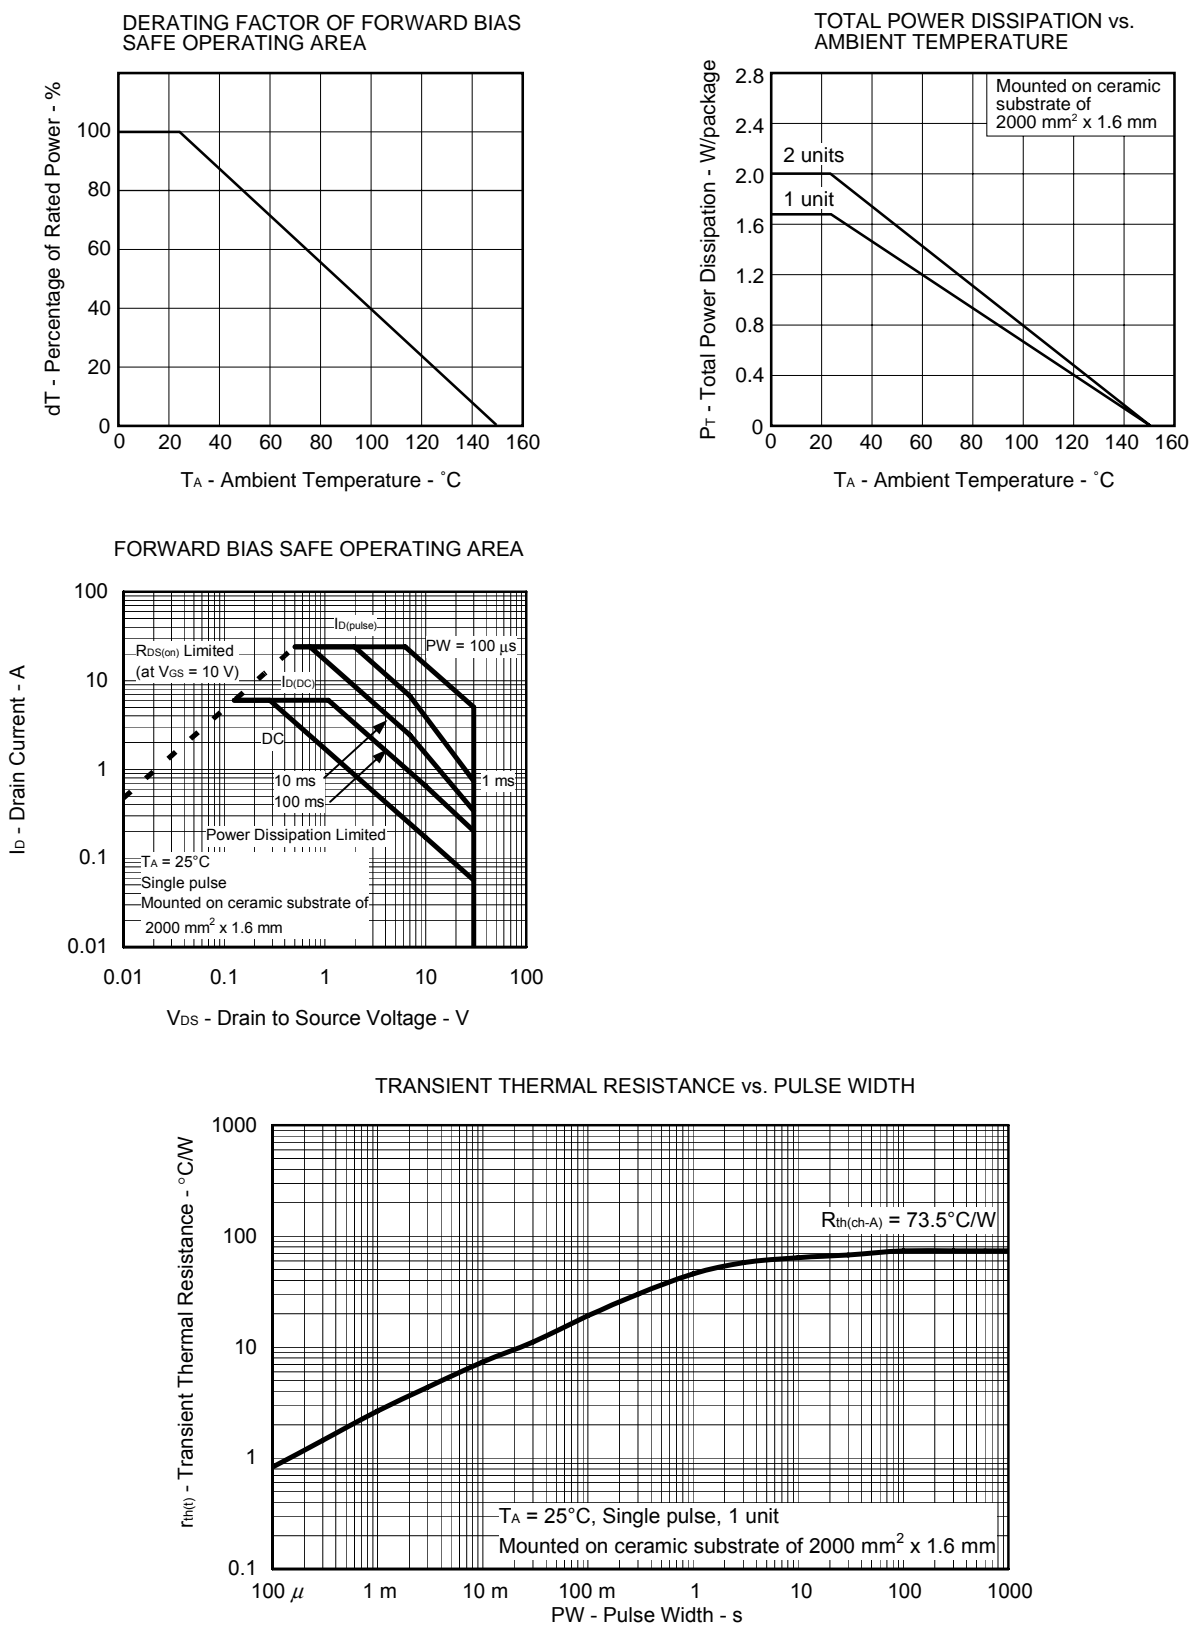 DERATING FACTOR OF FORWARD BIAS
SAFE OPERATING AREA
dT - Percentage of Rated Power - %
100
80
60
40
20
0
0 20 40 60 80 100 120 140 160
TA - Ambient Temperature - ˚C
TOTAL POWER DISSIPATION vs.
AMBIENT TEMPERATURE
PT - Total Power Dissipation - W/package
2.8
2.4
2.0
1.6
1.2
0.8
0.4
0
Mounted on ceramic
substrate of
2000 mm² x 1.6 mm
2 units
1 unit
0 20 40 60 80 100 120 140 160
TA - Ambient Temperature - ˚C
FORWARD BIAS SAFE OPERATING AREA
ID - Drain Current - A
100
10
1
0.1
0.01
ID(pulse)
RDS(on) Limited
(at VGS = 10 V)
PW = 100 μs
ID(DC)
DC
10 ms
100 ms
1 ms
Power Dissipation Limited
TA = 25°C
Single pulse
Mounted on ceramic substrate of
2000 mm² x 1.6 mm
0.01 0.1 1 10 100
VDS - Drain to Source Voltage - V
TRANSIENT THERMAL RESISTANCE vs. PULSE WIDTH
rth(t) - Transient Thermal Resistance - °C/W
1000
100
10
1
0.1
Rth(ch-A) = 73.5°C/W
TA = 25°C, Single pulse, 1 unit
Mounted on ceramic substrate of 2000 mm² x 1.6 mm
100 μ 1 m 10 m 100 m 1 10 100 1000
PW - Pulse Width - s